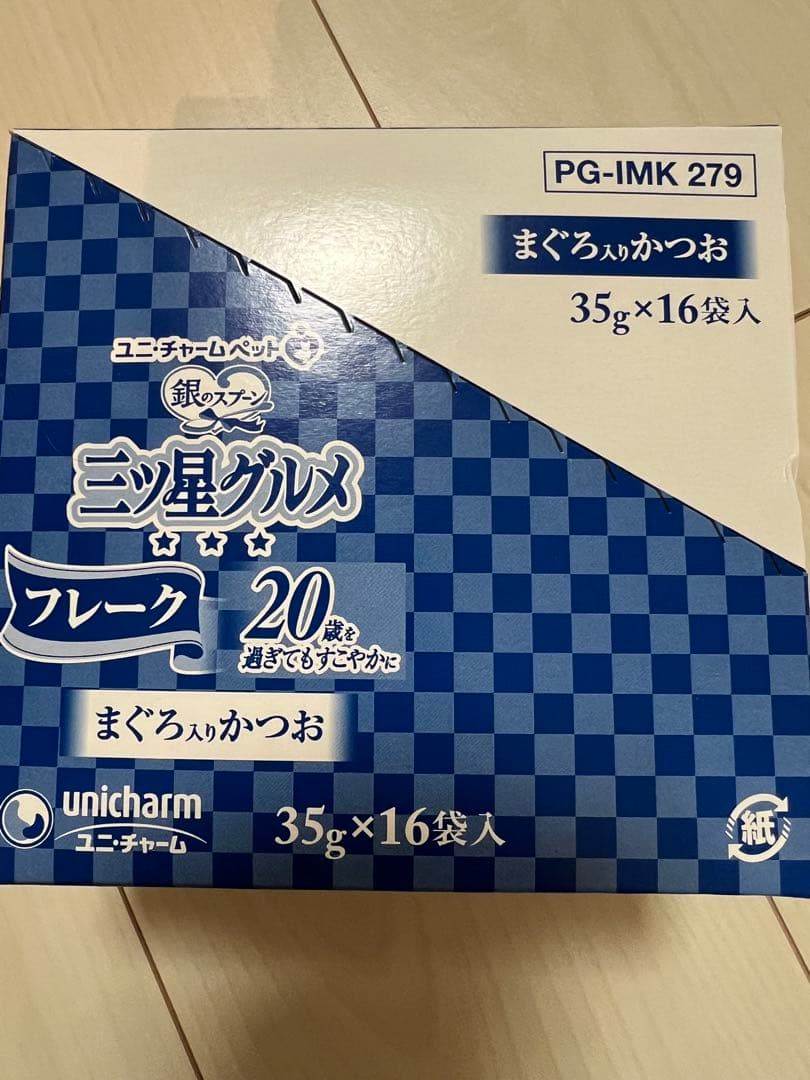 PG-IMK 279
まぐろ入りかつお
35g×16袋入
ユニ・チャームペット
銀のスプーン
三ツ星グルメ
フレーク
20歳を
過ぎてもすこやかに
まぐろ入りかつお
unicharm
ユニ・チャーム
35g×16袋入
紙